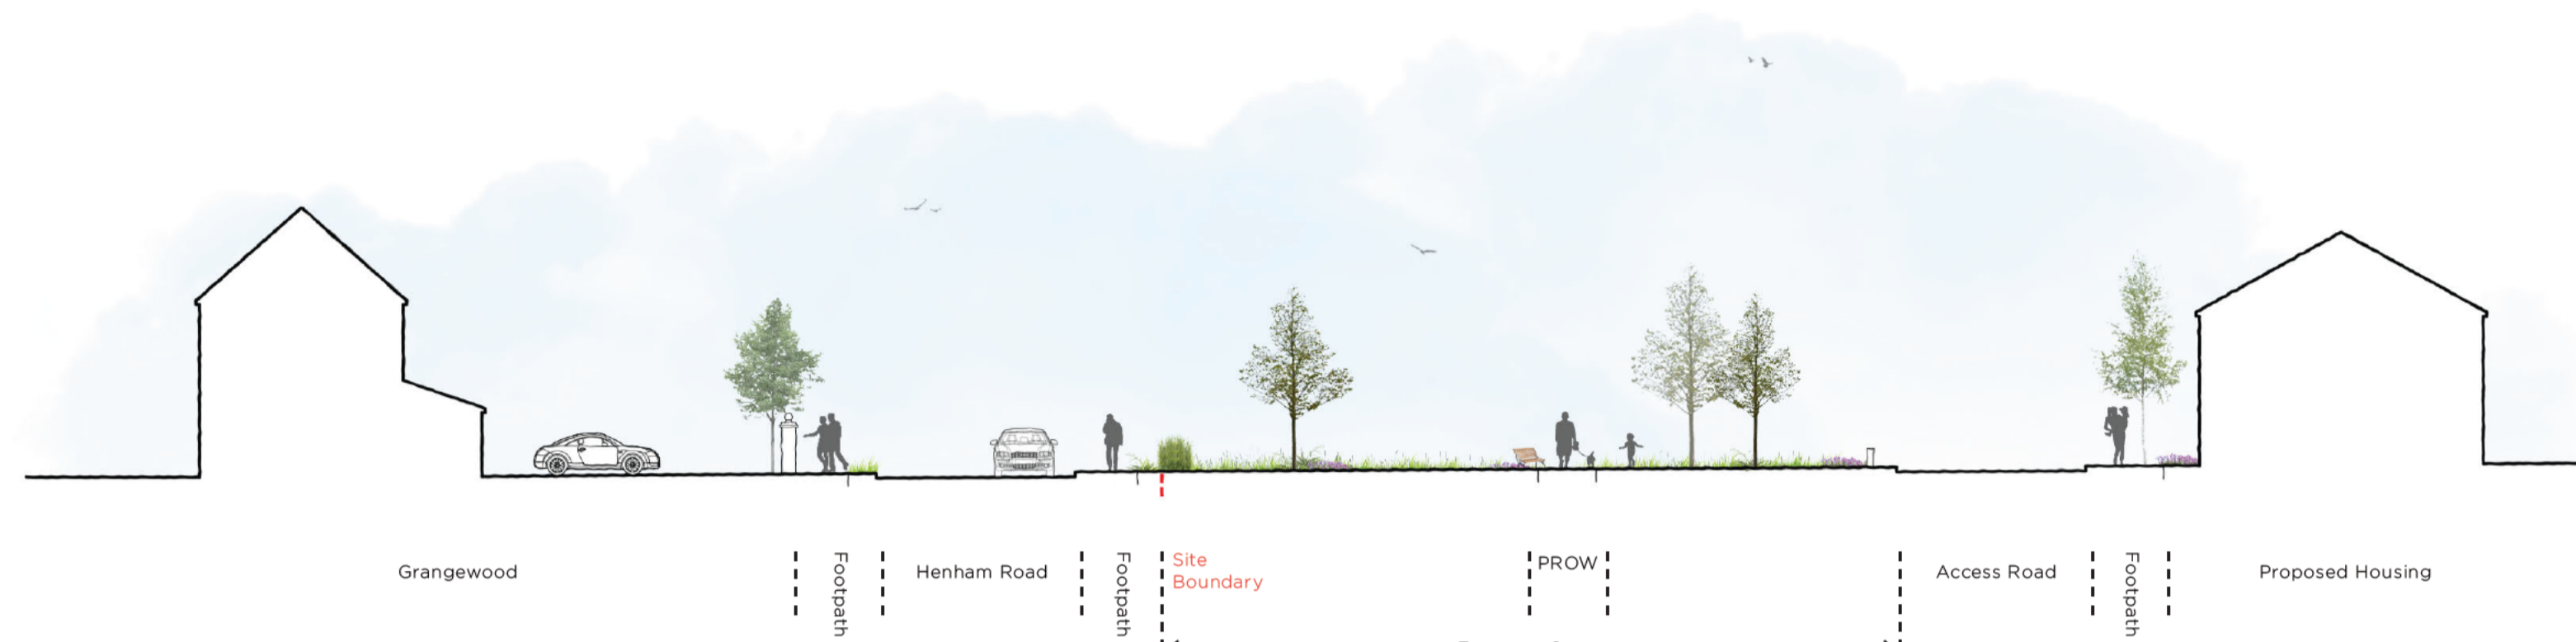 Grangewood
Footpath
Henham Road
Footpath
Site
Boundary
PROW
Access Road
Footpath
Proposed Housing